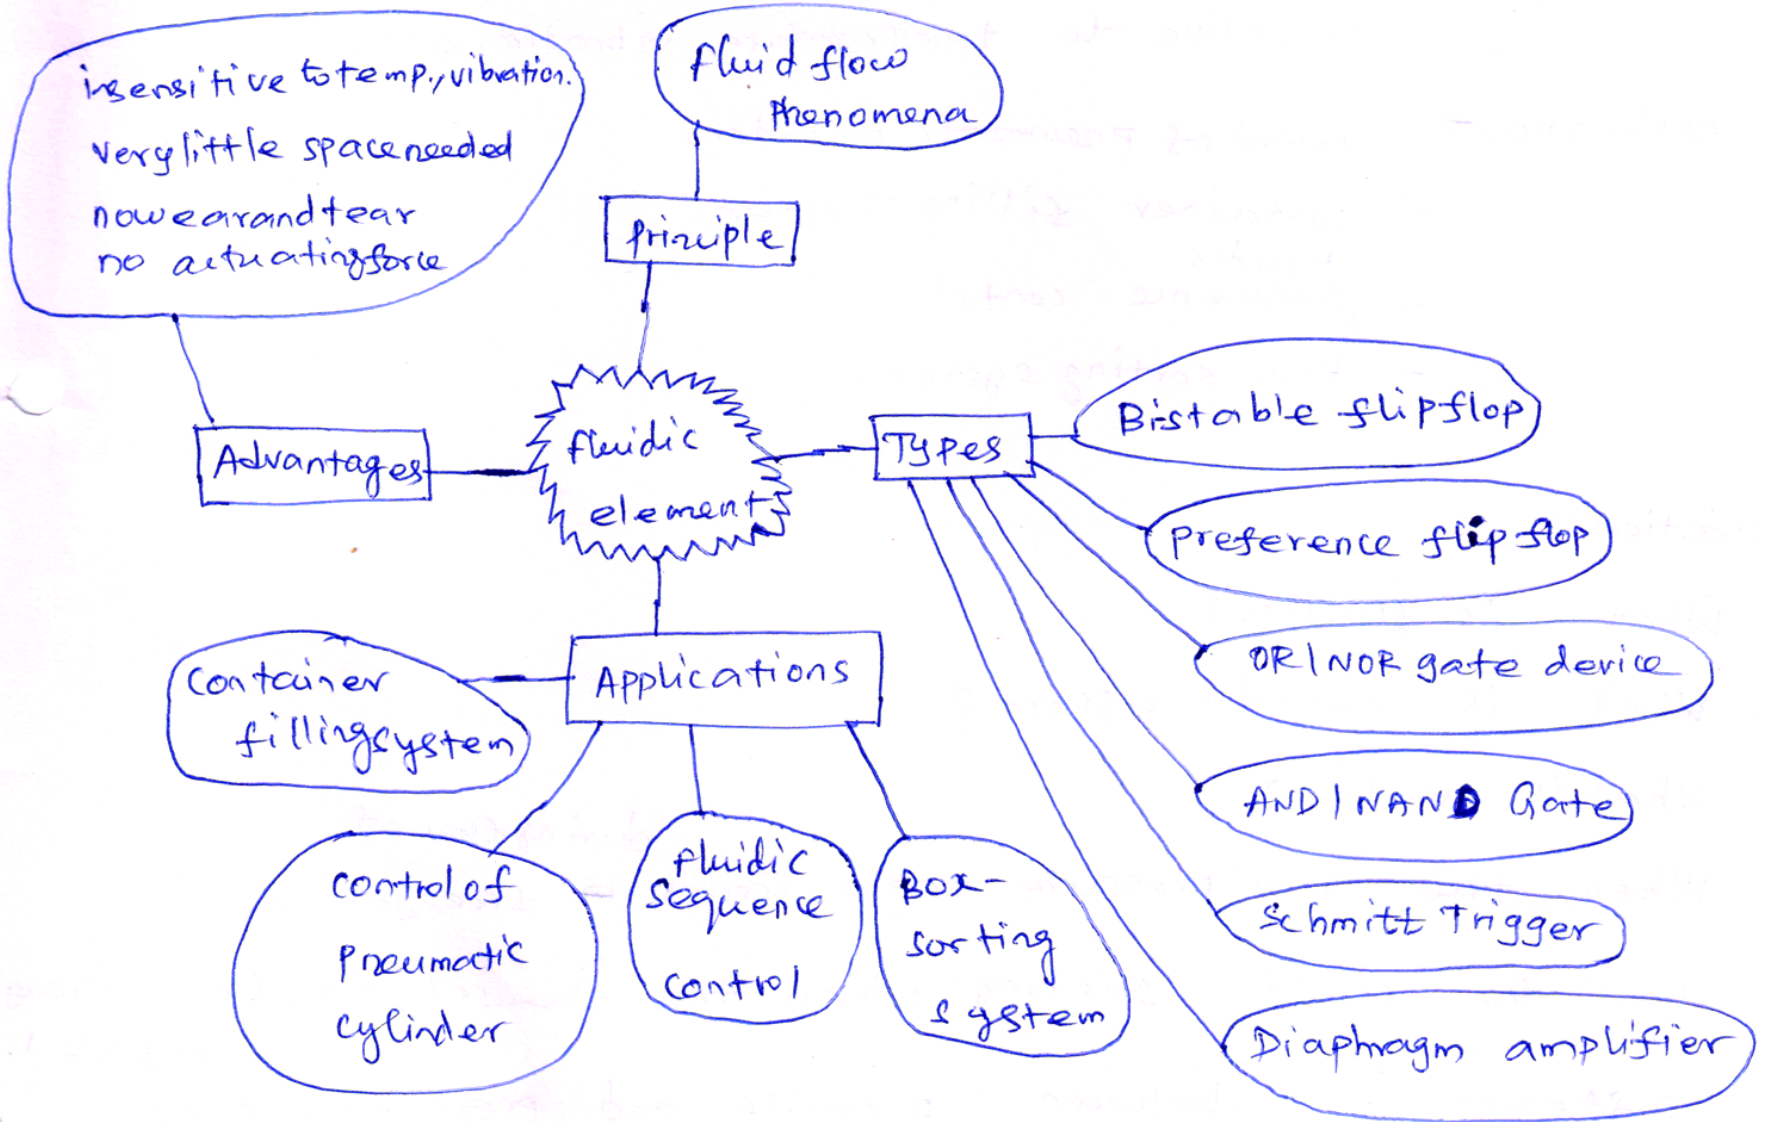 insensitive to temp., vibration.
very little space needed
no wear and tear
no actuating force
fluid flow
Phenomena
Principle
Advantages
fluidic
element
Types
Bistable flipflop
Preference flip flop
OR/NOR gate device
AND/NAND Gate
Schmitt Trigger
Diaphragm amplifier
Applications
Container
filling system
control of
Pneumatic
cylinder
fluidic
sequence
control
Box-
sorting
system